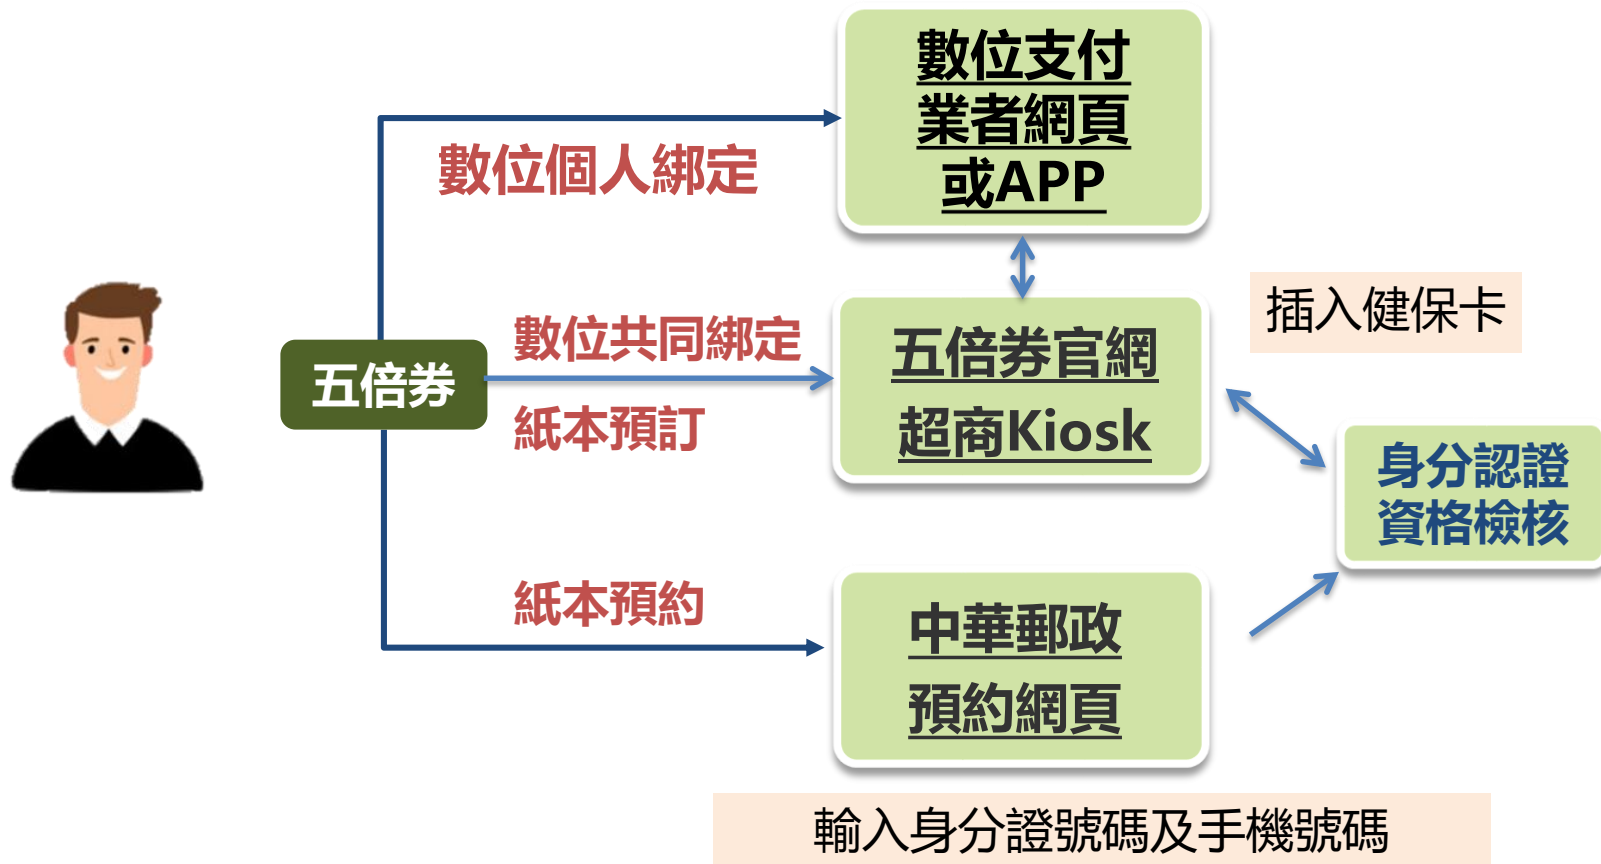 數位支付
業者網頁
或APP
數位個人綁定
插入健保卡
數位共同綁定
五倍券
紙本預訂
五倍券官網
超商Kiosk
身分認證
資格檢核
紙本預約
中華郵政
預約網頁
輸入身分證號碼及手機號碼